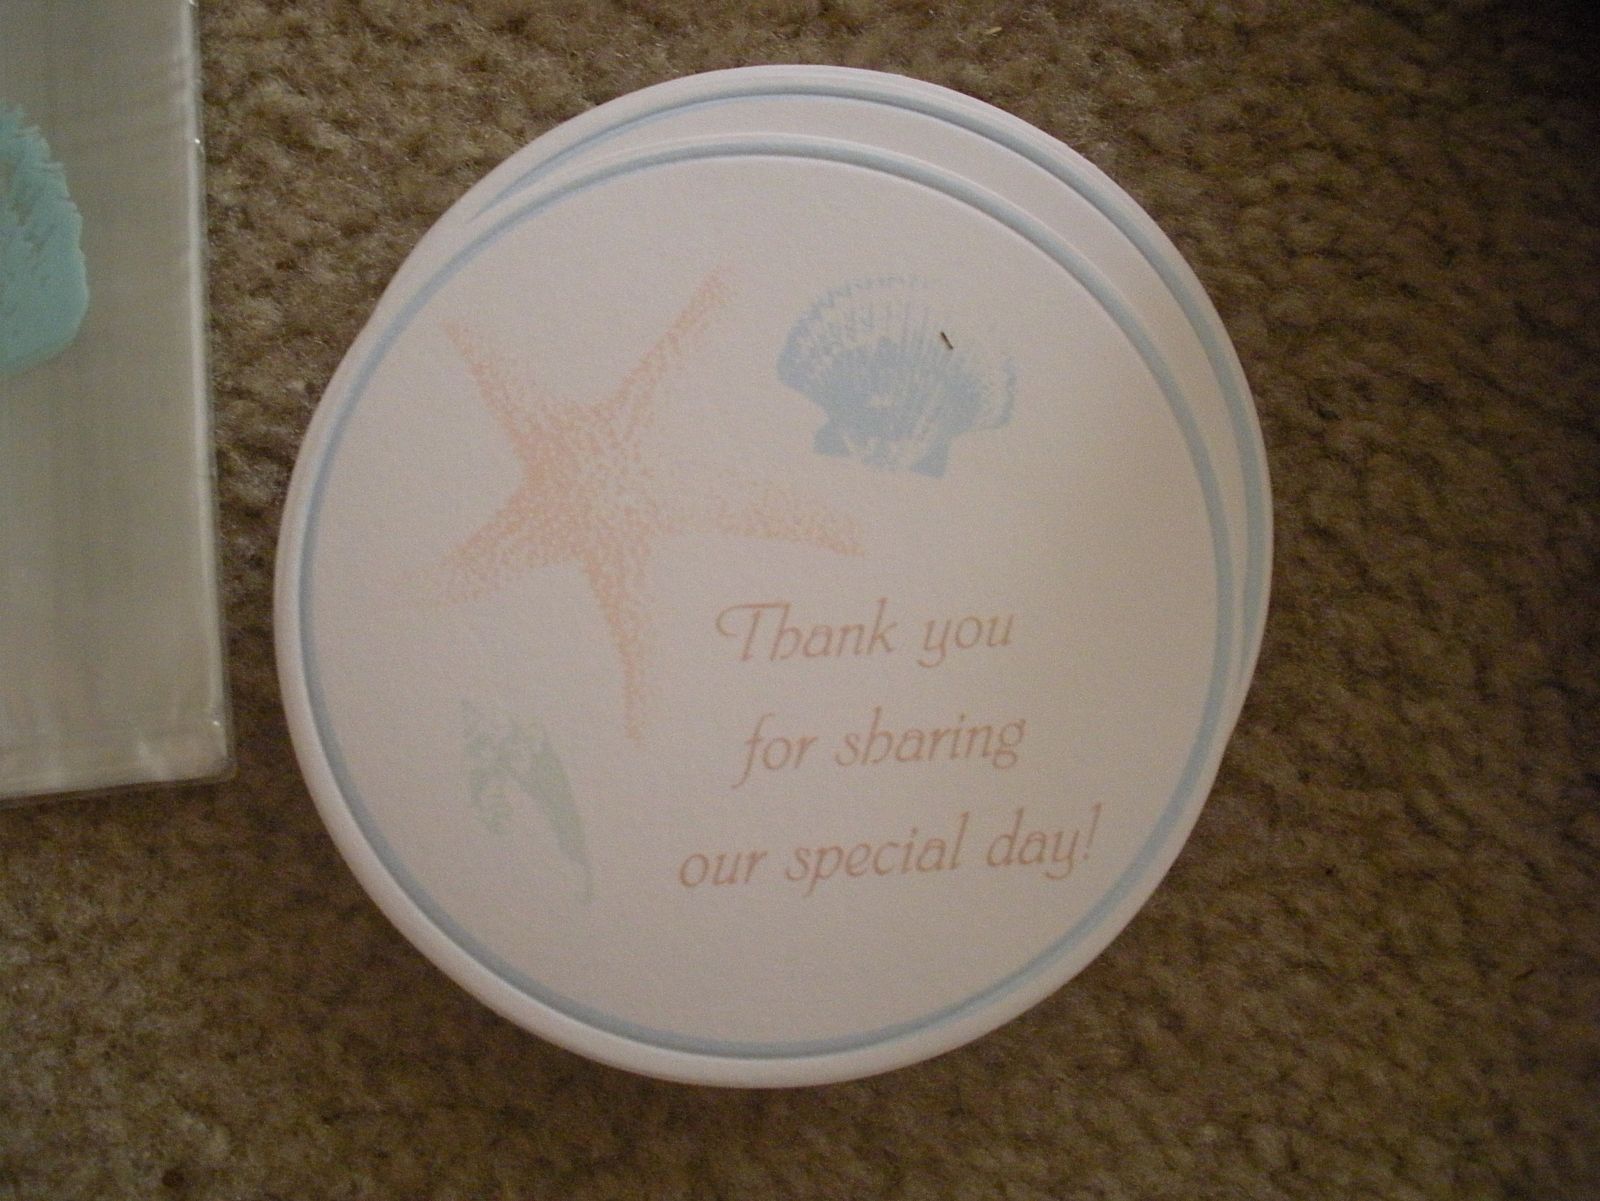 Thank you
for sharing
our special day!